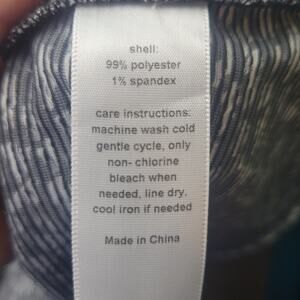 shell:
99% polyester
1% spandex
care instructions:
machine wash cold
gentle cycle, only
non- chlorine
bleach when
needed, line dry,
cool iron if needed
Made in China